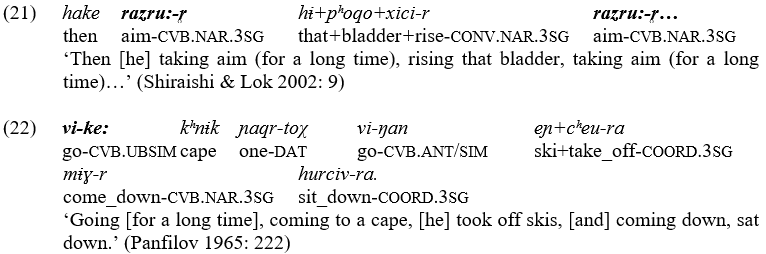 (21) hake razru:-r̥ hɨ+pʰoqo+xici-r razru:-r̥…
then aim-CVB.NAR.3SG that+bladder+rise-CONV.NAR.3SG aim-CVB.NAR.3SG
‘Then [he] taking aim (for a long time), rising that bladder, taking aim (for a long
time)…’ (Shiraishi & Lok 2002: 9)
(22) vi-ke: kʰnɨk ɲaqr-toχ vi-ŋan eɲ+cʰeu-ra
go-CVB.UBSIM cape one-DAT go-CVB.ANT/SIM ski+take_off-COORD.3SG
mɨɣ-r hurciv-ra.
come_down-CVB.NAR.3SG sit_down-COORD.3SG
‘Going [for a long time], coming to a cape, [he] took off skis, [and] coming down, sat
down.’ (Panfilov 1965: 222)